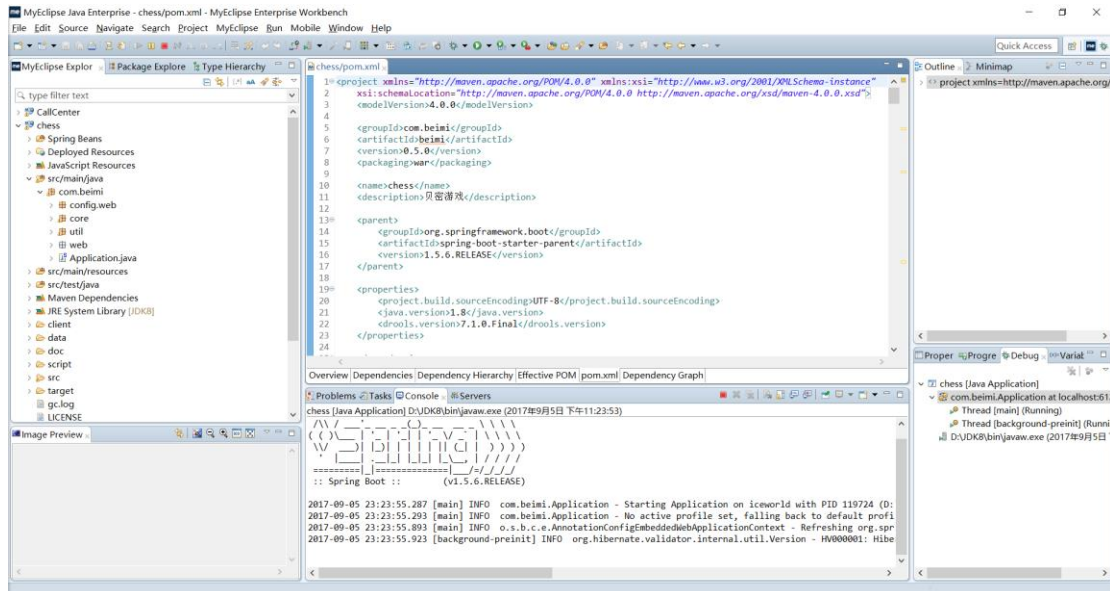 MyEclipse Java Enterprise - chess/pom.xml - MyEclipse Enterprise Workbench
File Edit Source Navigate Search Project MyEclipse Run Mobile Window Help
Quick Access
MyEclipse Explor Package Explore Type Hierarchy
type filter text
CallCenter
chess
Spring Beans
Deployed Resources
JavaScript Resources
src/main/java
com.beimi
config.web
core
util
web
Application.java
src/main/resources
src/test/java
Maven Dependencies
JRE System Library [JDK8]
client
data
doc
script
src
target
gc.log
LICENSE
Image Preview
chess/pom.xml
1 <project xmlns="http://maven.apache.org/POM/4.0.0" xmlns:xsi="http://www.w3.org/2001/XMLSchema-instance"
2 xsi:schemaLocation="http://maven.apache.org/POM/4.0.0 http://maven.apache.org/xsd/maven-4.0.0.xsd">
3 <modelVersion>4.0.0</modelVersion>
4
5 <groupId>com.beimi</groupId>
6 <artifactId>beimi</artifactId>
7 <version>0.5.0</version>
8 <packaging>war</packaging>
9
10 <name>chess</name>
11 <description>贝密游戏</description>
12
13 <parent>
14 <groupId>org.springframework.boot</groupId>
15 <artifactId>spring-boot-starter-parent</artifactId>
16 <version>1.5.6.RELEASE</version>
17 </parent>
18
19 <properties>
20 <project.build.sourceEncoding>UTF-8</project.build.sourceEncoding>
21 <java.version>1.8</java.version>
22 <drools.version>7.1.0.Final</drools.version>
23 </properties>
24
Overview Dependencies Dependency Hierarchy Effective POM pom.xml Dependency Graph
Problems Tasks Console Servers
chess [Java Application] D:\JDK8\bin\javaw.exe (2017年9月5日 下午11:23:53)
:: Spring Boot :: (v1.5.6.RELEASE)
2017-09-05 23:23:55.287 [main] INFO com.beimi.Application - Starting Application on iceworld with PID 119724 (D:
2017-09-05 23:23:55.293 [main] INFO com.beimi.Application - No active profile set, falling back to default profi
2017-09-05 23:23:55.893 [main] INFO o.s.b.c.e.AnnotationConfigEmbeddedWebApplicationContext - Refreshing org.spr
2017-09-05 23:23:55.923 [background-preinit] INFO org.hibernate.validator.internal.util.Version - HV000001: Hibe
Outline Minimap
project xmlns=http://maven.apache.org/
Proper Progre Debug Variat
chess [Java Application]
com.beimi.Application at localhost:61
Thread [main] (Running)
Thread [background-preinit] (Runni
D:\JDK8\bin\javaw.exe (2017年9月5日